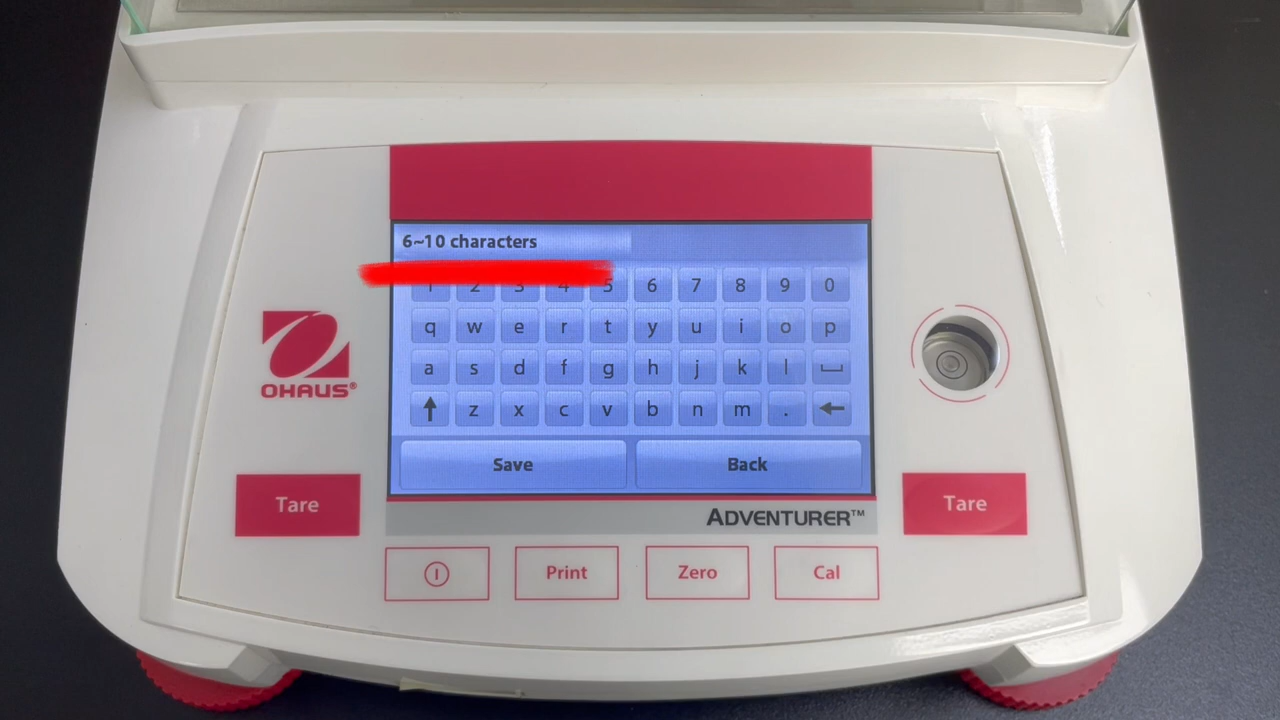 6~10 characters
1 2 3 4 5 6 7 8 9 0
q w e r t y u i o p
a s d f g h j k l
z x c v b n m .
Save Back
OHAUS®
Tare
ADVENTURER™
Tare
Print Zero Cal